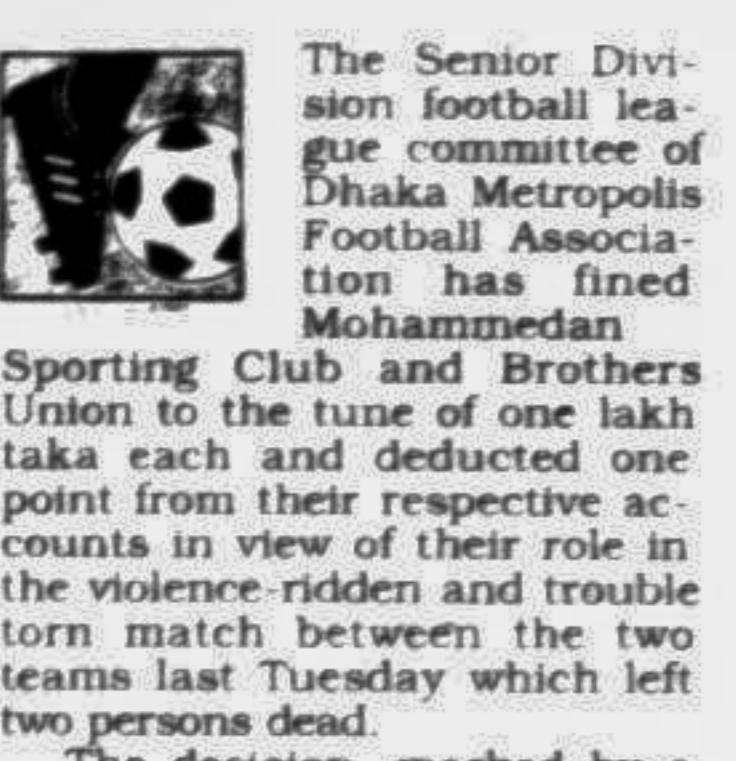 The Senior Divi-
sion football lea-
gue committee of
Dhaka Metropolis
Football Associa-
tion has fined
Mohammedan
Sporting Club and Brothers
Union to the tune of one lakh
taka each and deducted one
point from their respective ac-
counts in view of their role in
the violence-ridden and trouble
torn match between the two
teams last Tuesday which left
two persons dead.
The decision